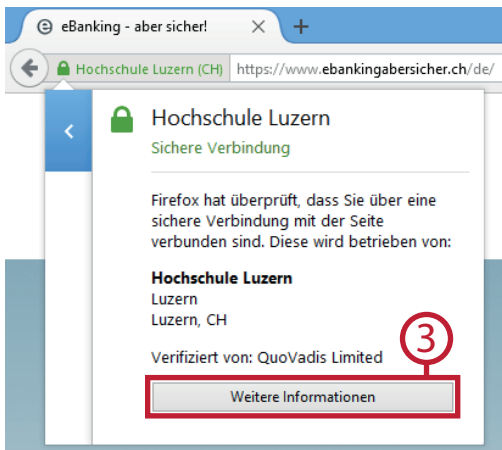 eBanking - aber sicher!
Hochschule Luzern (CH) https://www.ebankingabersicher.ch/de/
Hochschule Luzern
Sichere Verbindung
Firefox hat überprüft, dass Sie über eine
sichere Verbindung mit der Seite
verbunden sind. Diese wird betrieben von:
Hochschule Luzern
Luzern
Luzern, CH
Verifiziert von: QuoVadis Limited
3
Weitere Informationen